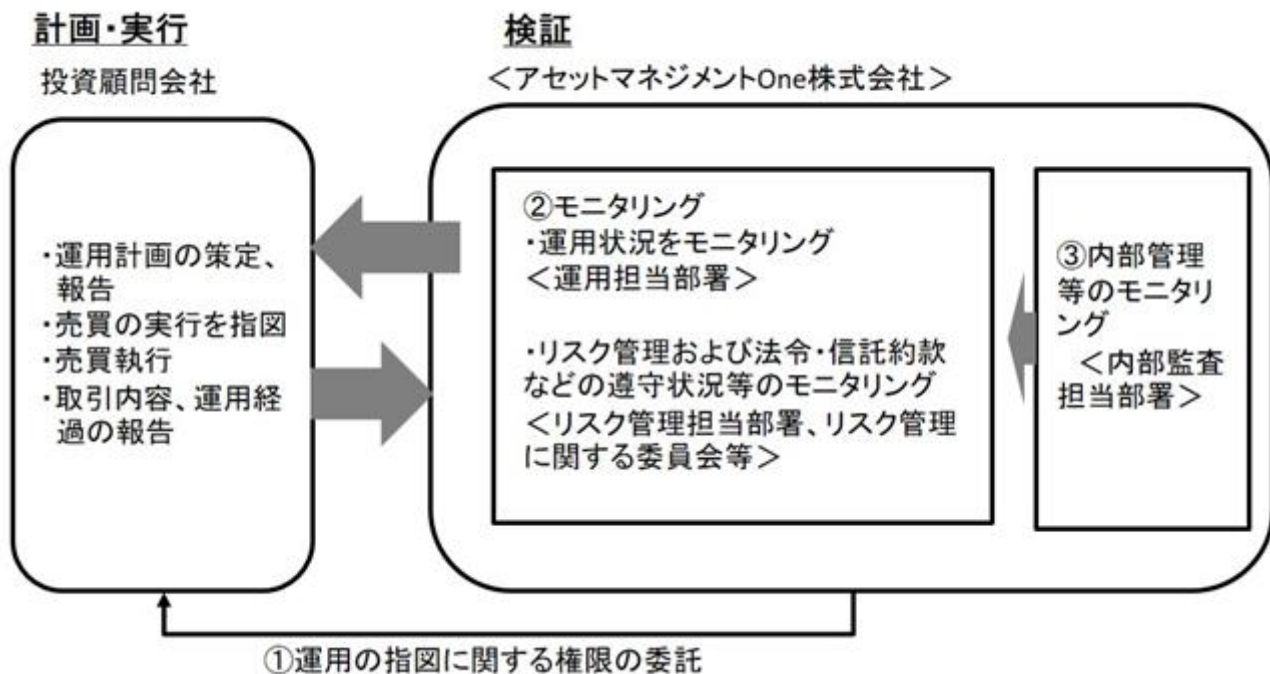 計画・実行
投資顧問会社
・運用計画の策定、
報告
・売買の実行を指図
・売買執行
・取引内容、運用経
過の報告
検証
＜アセットマネジメントOne株式会社＞
②モニタリング
・運用状況をモニタリング
＜運用担当部署＞
・リスク管理および法令・信託約款
などの遵守状況等のモニタリング
＜リスク管理担当部署、リスク管理
に関する委員会等＞
③内部管理
等のモニタリ
ング
＜内部監査
担当部署＞
①運用の指図に関する権限の委託